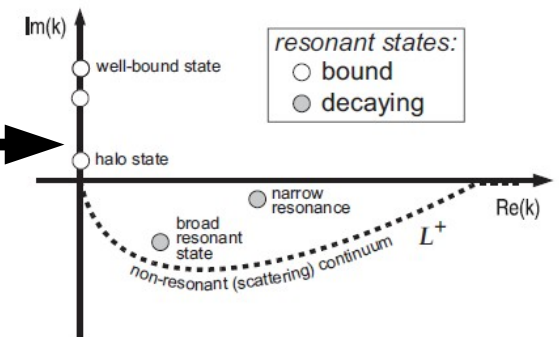 Im(k)
resonant states:
bound
decaying
well-bound state
halo state
narrow
resonance
Re(k)
broad
resonant
state
L+
non-resonant (scattering) continuum